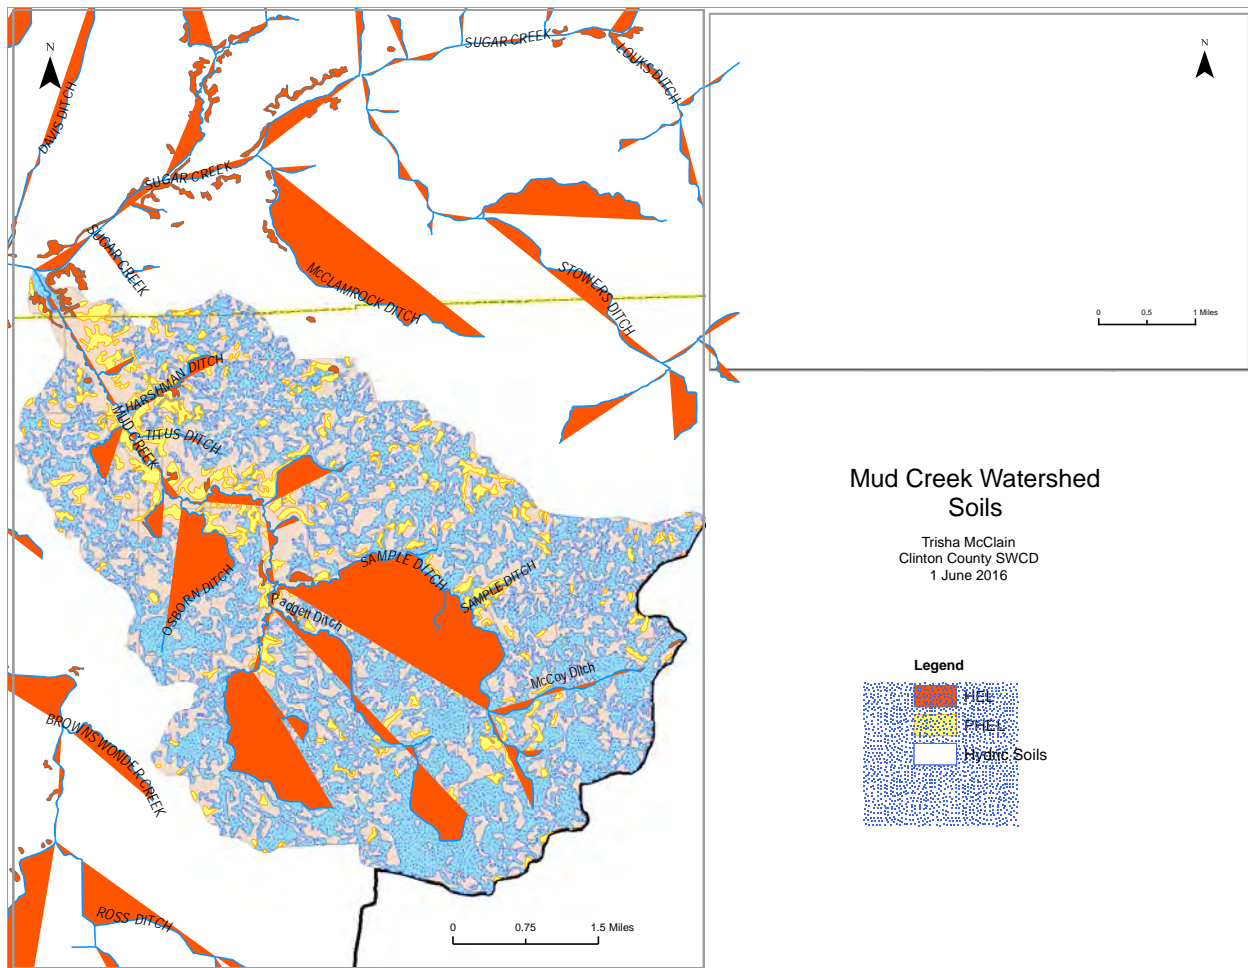 N
SUGAR CREEK
LOUKS DITCH
DAVIS DITCH
SUGAR CREEK
SUGAR CREEK
McCLAMROCK DITCH
STOWERS DITCH
HARSHMAN DITCH
MUD CREEK
TITUS DITCH
SAMPLE DITCH
SAMPLE DITCH
OSBORN DITCH
Padgett Ditch
McCoy Ditch
BROWNS WONDER CREEK
ROSS DITCH
0 0.75 1.5 Miles
N
0 0.5 1 Miles
Mud Creek Watershed
Soils
Trisha McClain
Clinton County SWCD
1 June 2016
Legend
HEL
PHEL
Hydric Soils